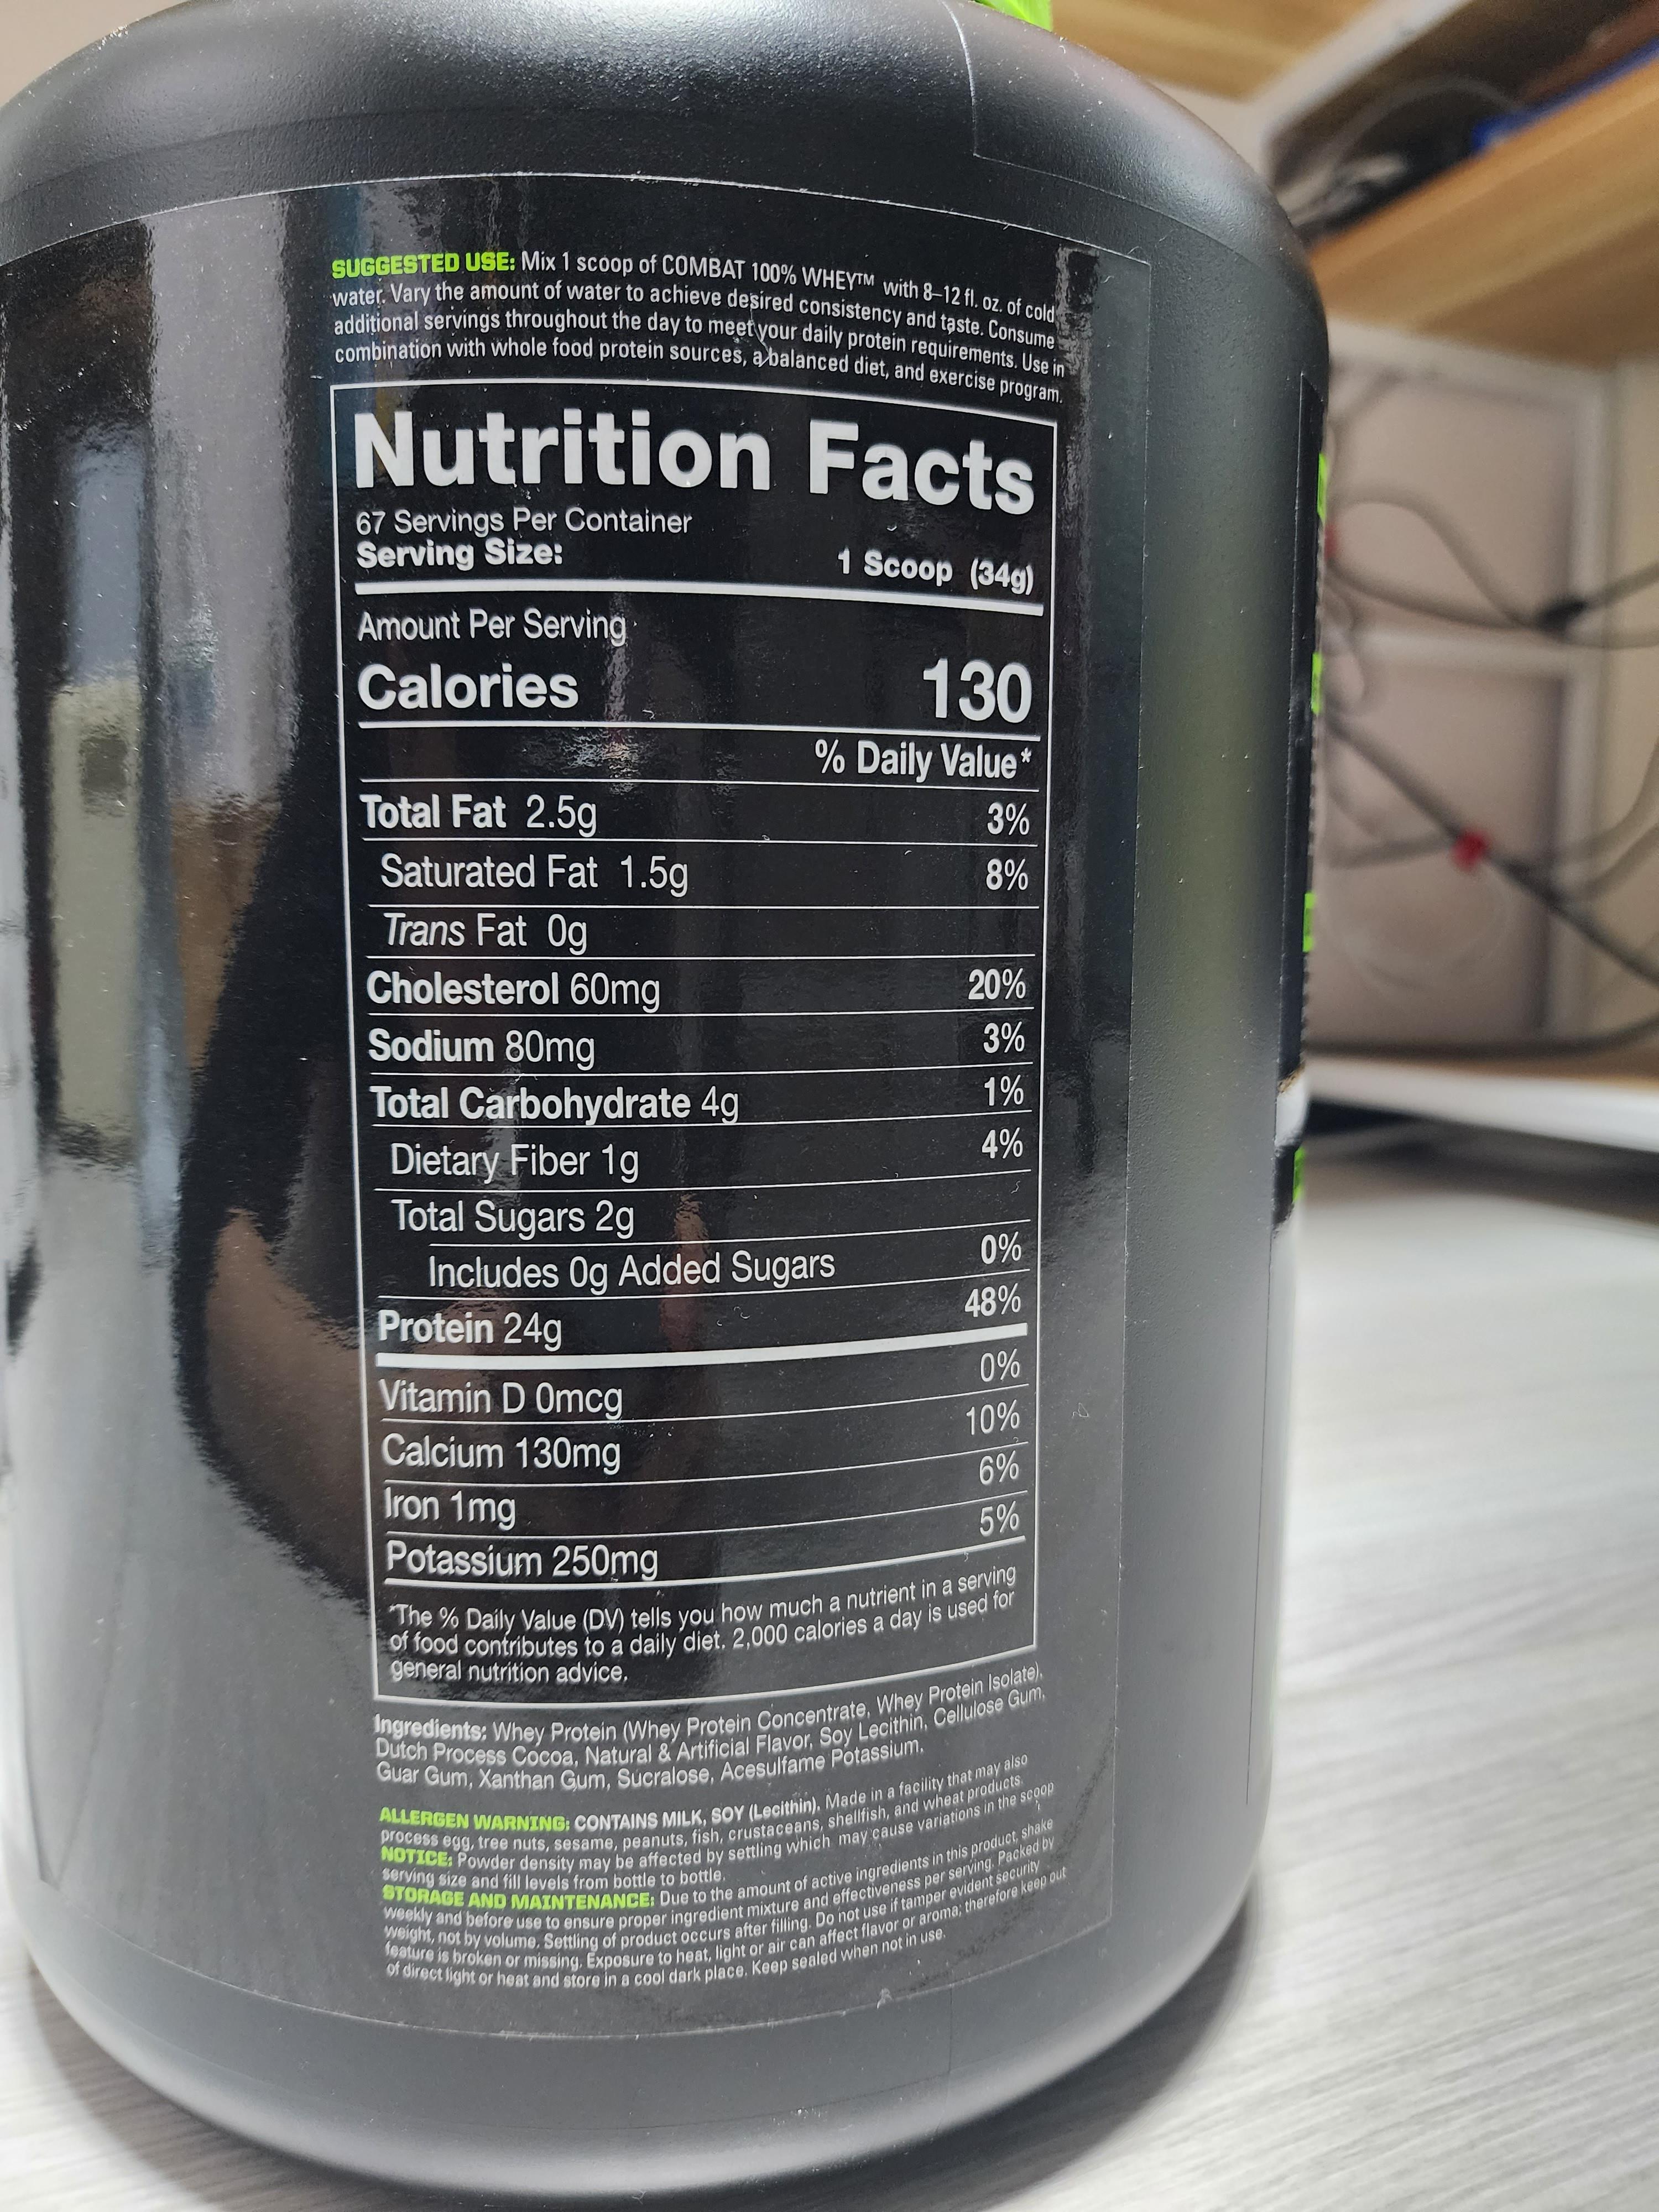 SUGGESTED USE: Mix 1 scoop of COMBAT 100% WHEY™ with 8–12 fl. oz. of cold
water. Vary the amount of water to achieve desired consistency and taste. Consume
additional servings throughout the day to meet your daily protein requirements. Use in
combination with whole food protein sources, a balanced diet, and exercise program.
Nutrition Facts
67 Servings Per Container
Serving Size: 1 Scoop (34g)
Amount Per Serving
Calories 130
% Daily Value*
Total Fat 2.5g 3%
Saturated Fat 1.5g 8%
Trans Fat 0g
Cholesterol 60mg 20%
Sodium 80mg 3%
Total Carbohydrate 4g 1%
Dietary Fiber 1g 4%
Total Sugars 2g
Includes 0g Added Sugars 0%
Protein 24g 48%
Vitamin D 0mcg 0%
Calcium 130mg 10%
Iron 1mg 6%
Potassium 250mg 5%
*The % Daily Value (DV) tells you how much a nutrient in a serving
of food contributes to a daily diet. 2,000 calories a day is used for
general nutrition advice.
Ingredients: Whey Protein (Whey Protein Concentrate, Whey Protein Isolate),
Dutch Process Cocoa, Natural & Artificial Flavor, Soy Lecithin, Cellulose Gum,
Guar Gum, Xanthan Gum, Sucralose, Acesulfame Potassium.
ALLERGEN WARNING: CONTAINS MILK, SOY (Lecithin). Made in a facility that may also
process egg, tree nuts, sesame, peanuts, fish, crustaceans, shellfish, and wheat products.
NOTICE: Powder density may be affected by settling which may cause variations in the scoop
serving size and fill levels from bottle to bottle.
STORAGE AND MAINTENANCE: Due to the amount of active ingredients in this product, shake
weekly and before use to ensure proper ingredient mixture and effectiveness per serving. Packed by
weight, not by volume. Settling of product occurs after filling. Do not use if tamper evident security
feature is broken or missing. Exposure to heat, light or air can affect flavor or aroma; therefore keep out
of direct light or heat and store in a cool dark place. Keep sealed when not in use.